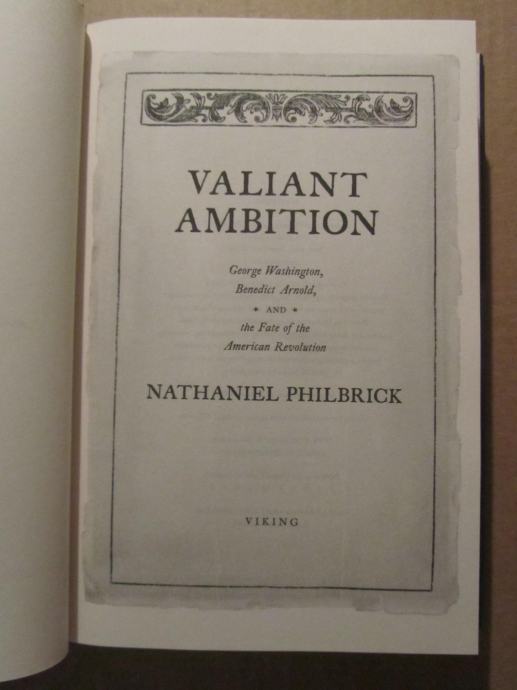 VALIANT
AMBITION
George Washington,
Benedict Arnold,
* AND *
the Fate of the
American Revolution
NATHANIEL PHILBRICK
VIKING